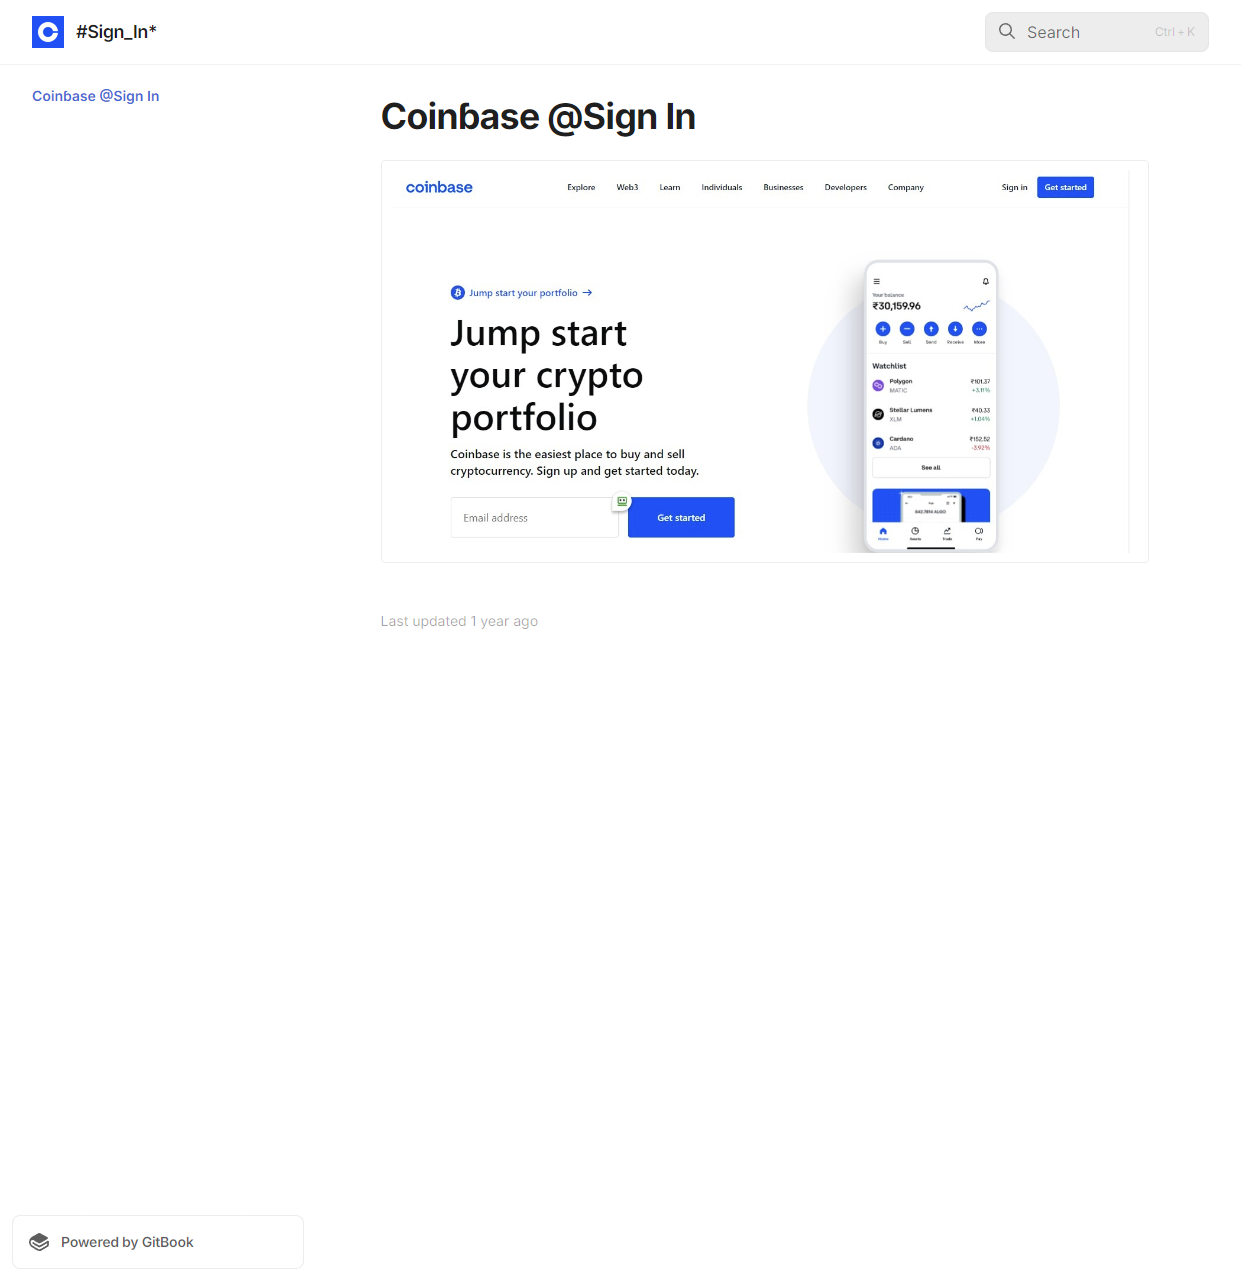 #Sign_In*
Search
Ctrl + K
Coinbase @Sign In
Coinɓase @Sign In
coinbase
Explore Web3 Learn Individuals Businesses Developers Company
Sign in Get started
Jump start your portfolio →
Jump start
your crypto
portfolio
Coinbase is the easiest place to buy and sell
cryptocurrency. Sign up and get started today.
Email address
Get started
Your balance
₹30,159.96
Buy Sell Send Receive More
Watchlist
Polygon ₹101.37
MATIC +3.11%
Stellar Lumens ₹40.33
XLM +1.04%
Cardano ₹152.52
ADA -3.92%
See all
Home Assets Trade Pay
Last updated 1 year ago
Powered by GitBook